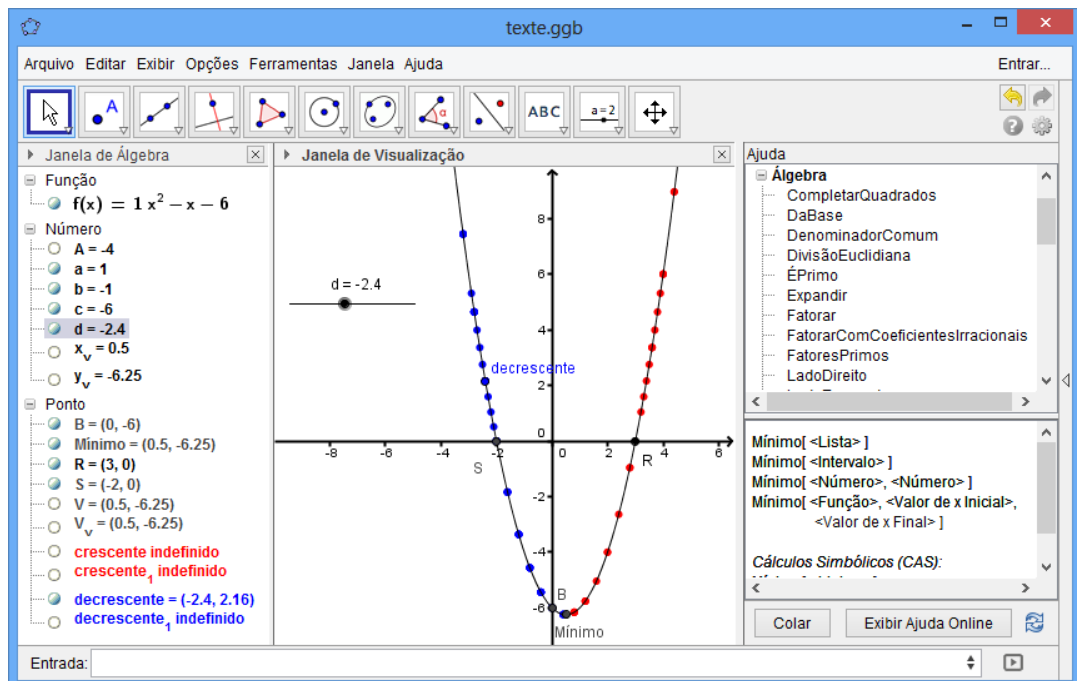 texte.ggb
Arquivo Editar Exibir Opções Ferramentas Janela Ajuda
Entrar...
A
α
ABC
a=2
Janela de Álgebra
Função
f(x) = 1 x² − x − 6
Número
A = -4
a = 1
b = -1
c = -6
d = -2.4
xᵥ = 0.5
yᵥ = -6.25
Ponto
B = (0, -6)
Mínimo = (0.5, -6.25)
R = (3, 0)
S = (-2, 0)
V = (0.5, -6.25)
Vᵥ = (0.5, -6.25)
crescente indefinido
crescente₁ indefinido
decrescente = (-2.4, 2.16)
decrescente₁ indefinido
Janela de Visualização
8
6
d = -2.4
4
decrescente
2
0
-8 -6 -4 -2 0 2 4 6
S
R
-2
-4
B
-6
Mínimo
Ajuda
Álgebra
CompletarQuadrados
DaBase
DenominadorComum
DivisãoEuclidiana
ÉPrimo
Expandir
Fatorar
FatorarComCoeficientesIrracionais
FatoresPrimos
LadoDireito
Mínimo[ <Lista> ]
Mínimo[ <Intervalo> ]
Mínimo[ <Número>, <Número> ]
Mínimo[ <Função>, <Valor de x Inicial>,
<Valor de x Final> ]
Cálculos Simbólicos (CAS):
Colar
Exibir Ajuda Online
Entrada: